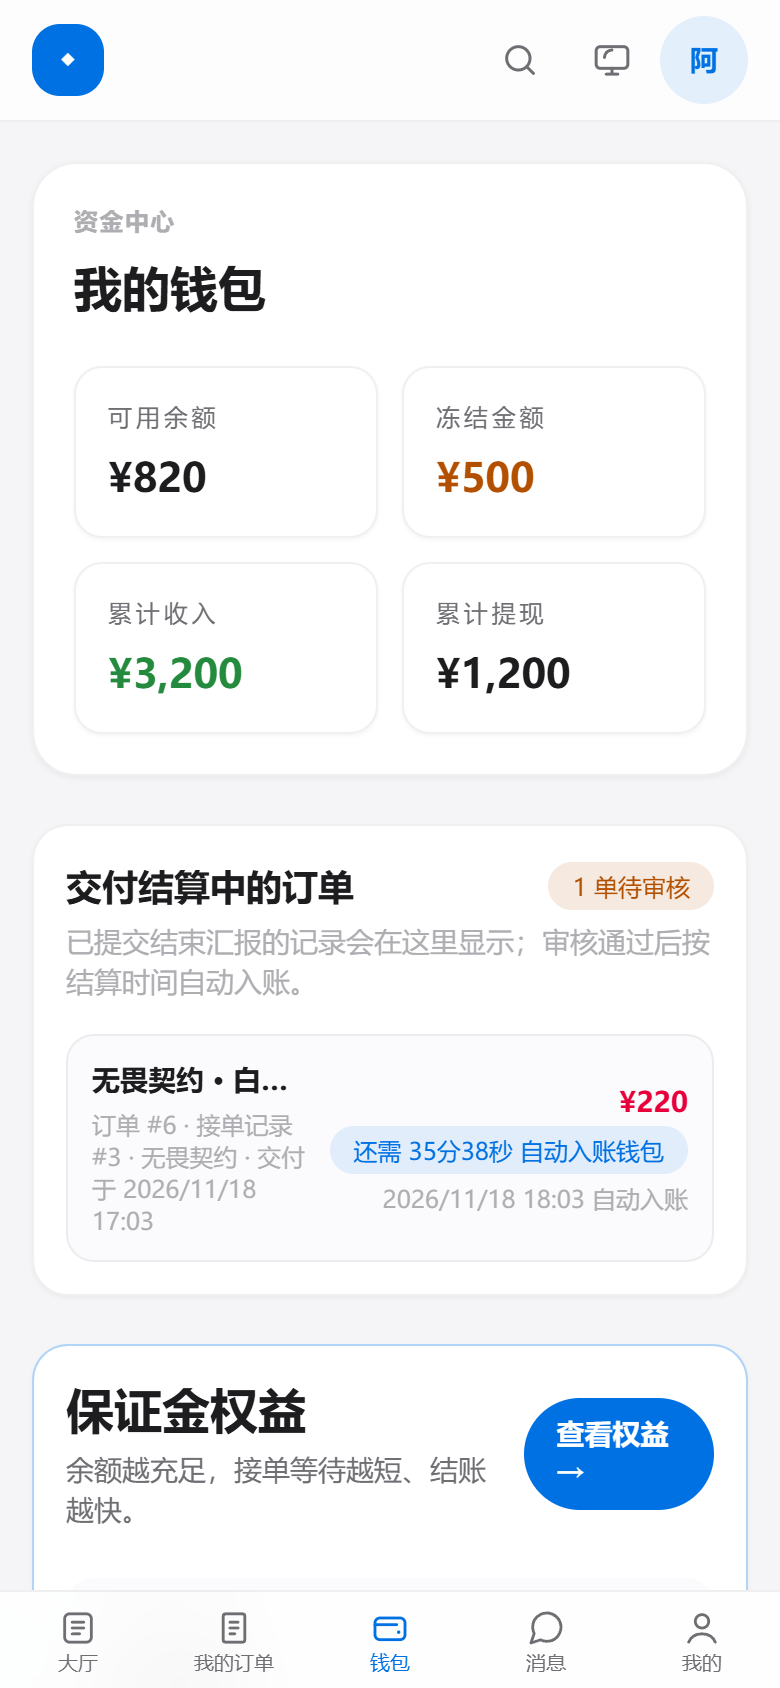 阿
资金中心
我的钱包
可用余额
¥820
冻结金额
¥500
累计收入
¥3,200
累计提现
¥1,200
交付结算中的订单
1 单待审核
已提交结束汇报的记录会在这里显示；审核通过后按
结算时间自动入账。
无畏契约・白...
订单 #6 · 接单记录
#3 · 无畏契约 · 交付
于 2026/11/18
17:03
¥220
还需 35分38秒 自动入账钱包
2026/11/18 18:03 自动入账
保证金权益
余额越充足，接单等待越短、结账
越快。
查看权益
→
大厅
我的订单
钱包
消息
我的